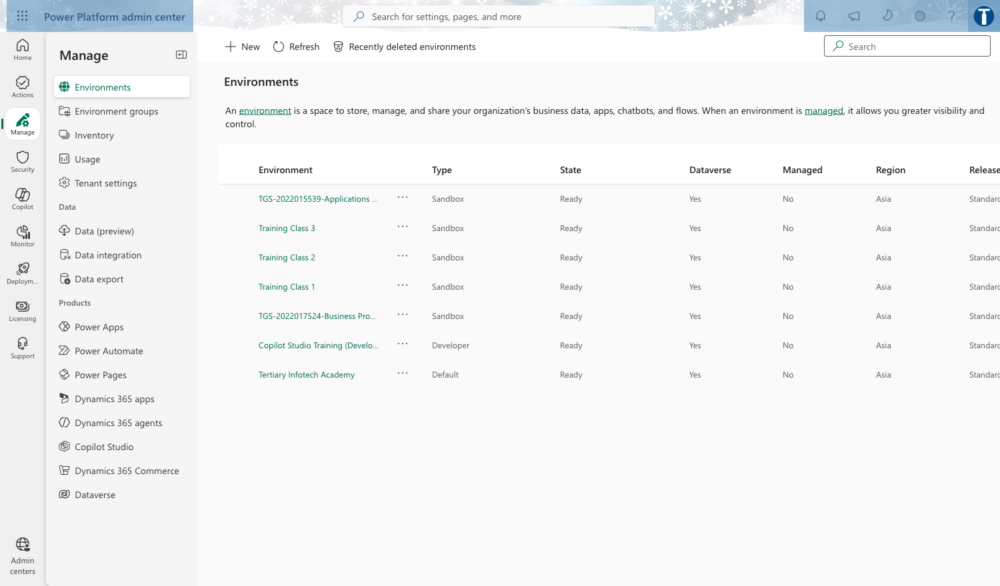 Power Platform admin center
Search for settings, pages, and more
Home
Actions
Manage
Security
Copilot
Monitor
Deploym...
Licensing
Support
Admin
centers
Manage
Environments
Environment groups
Inventory
Usage
Tenant settings
Data
Data (preview)
Data integration
Data export
Products
Power Apps
Power Automate
Power Pages
Dynamics 365 apps
Dynamics 365 agents
Copilot Studio
Dynamics 365 Commerce
Dataverse
New Refresh Recently deleted environments
Search
Environments
An environment is a space to store, manage, and share your organization's business data, apps, chatbots, and flows. When an environment is managed, it allows you greater visibility and
control.
Environment Type State Dataverse Managed Region Release
TGS-2022015539-Applications ... ... Sandbox Ready Yes No Asia Standard
Training Class 3 ... Sandbox Ready Yes No Asia Standard
Training Class 2 ... Sandbox Ready Yes No Asia Standard
Training Class 1 ... Sandbox Ready Yes No Asia Standard
TGS-2022017524-Business Pro... ... Sandbox Ready Yes No Asia Standard
Copilot Studio Training (Develo... ... Developer Ready Yes No Asia Standard
Tertiary Infotech Academy ... Default Ready Yes No Asia Standard